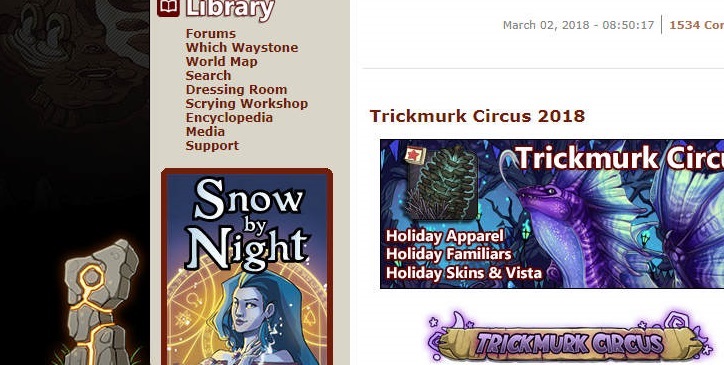 Library
Forums
Which Waystone
World Map
Search
Dressing Room
Scrying Workshop
Encyclopedia
Media
Support
Snow
by
Night
March 02, 2018 - 08:50:17
1534 Con
Trickmurk Circus 2018
Trickmurk Circu
Holiday Apparel
Holiday Familiars
Holiday Skins & Vista
TRICKMURK CIRCUS